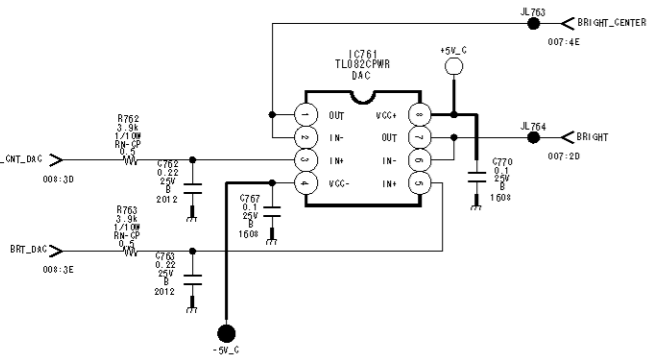 JL763
BRIGHT_CENTER
007:4E
+5V_C
IC761
TL082CPWR
DAC
R762
3.9k
1/10W
RN-CP
0.5
_CNT_DAC
008:3D
C762
0.22
25V
B
2012
1 OUT VCC+ 8
2 IN- OUT 7
3 IN+ IN- 6
4 VCC- IN+ 5
JL764
BRIGHT
007:2D
C770
0.1
25V
B
1608
C767
0.1
25V
B
1608
R763
3.9k
1/10W
RN-CP
0.5
BRT_DAC
008:3E
C763
0.22
25V
B
2012
-5V_C